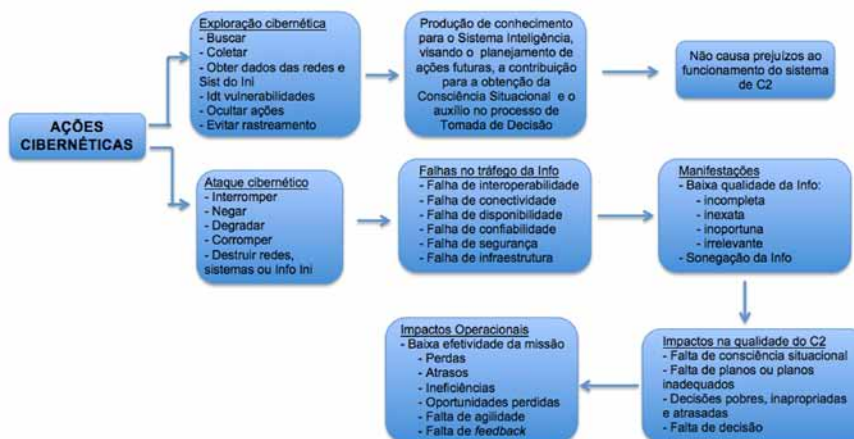 AÇÕES
CIBERNÉTICAS
Exploração cibernética
- Buscar
- Coletar
- Obter dados das redes e
Sist do Ini
- Idt vulnerabilidades
- Ocultar ações
- Evitar rastreamento
Produção de conhecimento
para o Sistema Inteligência,
visando o planejamento de
ações futuras, a contribuição
para a obtenção da
Consciência Situacional e o
auxílio no processo de
Tomada de Decisão
Não causa prejuízos ao
funcionamento do sistema
de C2
Ataque cibernético
- Interromper
- Negar
- Degradar
- Corromper
- Destruir redes,
sistemas ou Info Ini
Falhas no tráfego da Info
- Falha de interoperabilidade
- Falha de conectividade
- Falha de disponibilidade
- Falha de confiabilidade
- Falha de segurança
- Falha de infraestrutura
Manifestações
- Baixa qualidade da Info:
- incompleta
- inexata
- inoportuna
- irrelevante
- Sonegação da Info
Impactos na qualidade do C2
- Falta de consciência situacional
- Falta de planos ou planos
inadequados
- Decisões pobres, inapropriadas
e atrasadas
- Falta de decisão
Impactos Operacionais
- Baixa efetividade da missão
- Perdas
- Atrasos
- Ineficiências
- Oportunidades perdidas
- Falta de agilidade
- Falta de feedback